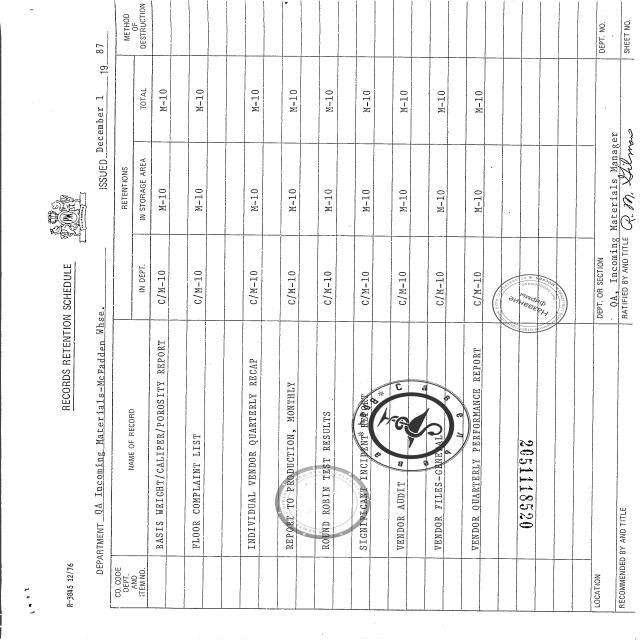 R-3845 12/76
RECORDS RETENTION SCHEDULE
DEPARTMENT QA Incoming Materials-McFadden Whse. ISSUED December 1 19 87
CO. CODE DEPT. AND ITEM NO. NAME OF RECORD RETENTIONS METHOD OF DESTRUCTION
IN DEPT. IN STORAGE AREA TOTAL
BASIS WEIGHT/CALIPER/POROSITY REPORT C/M-10 M-10 M-10
FLOOR COMPLAINT LIST C/M-10 M-10 M-10
INDIVIDUAL VENDOR QUARTERLY RECAP C/M-10 M-10 M-10
REPORT TO PRODUCTION, MONTHLY C/M-10 M-10 M-10
ROUND ROBIN TEST RESULTS C/M-10 M-10 M-10
SIGNIFICANT INCIDENT REPORT C/M-10 M-10 M-10
VENDOR AUDIT C/M-10 M-10 M-10
VENDOR FILES-GENERAL C/M-10 M-10 M-10
VENDOR QUARTERLY PERFORMANCE REPORT C/M-10 M-10 M-10
Название
фирмы
2051118520
LOCATION DEPT. OR SECTION DEPT. NO.
QA, Incoming Materials Manager
RECOMMENDED BY AND TITLE RATIFIED BY AND TITLE R. M. SHEET NO.